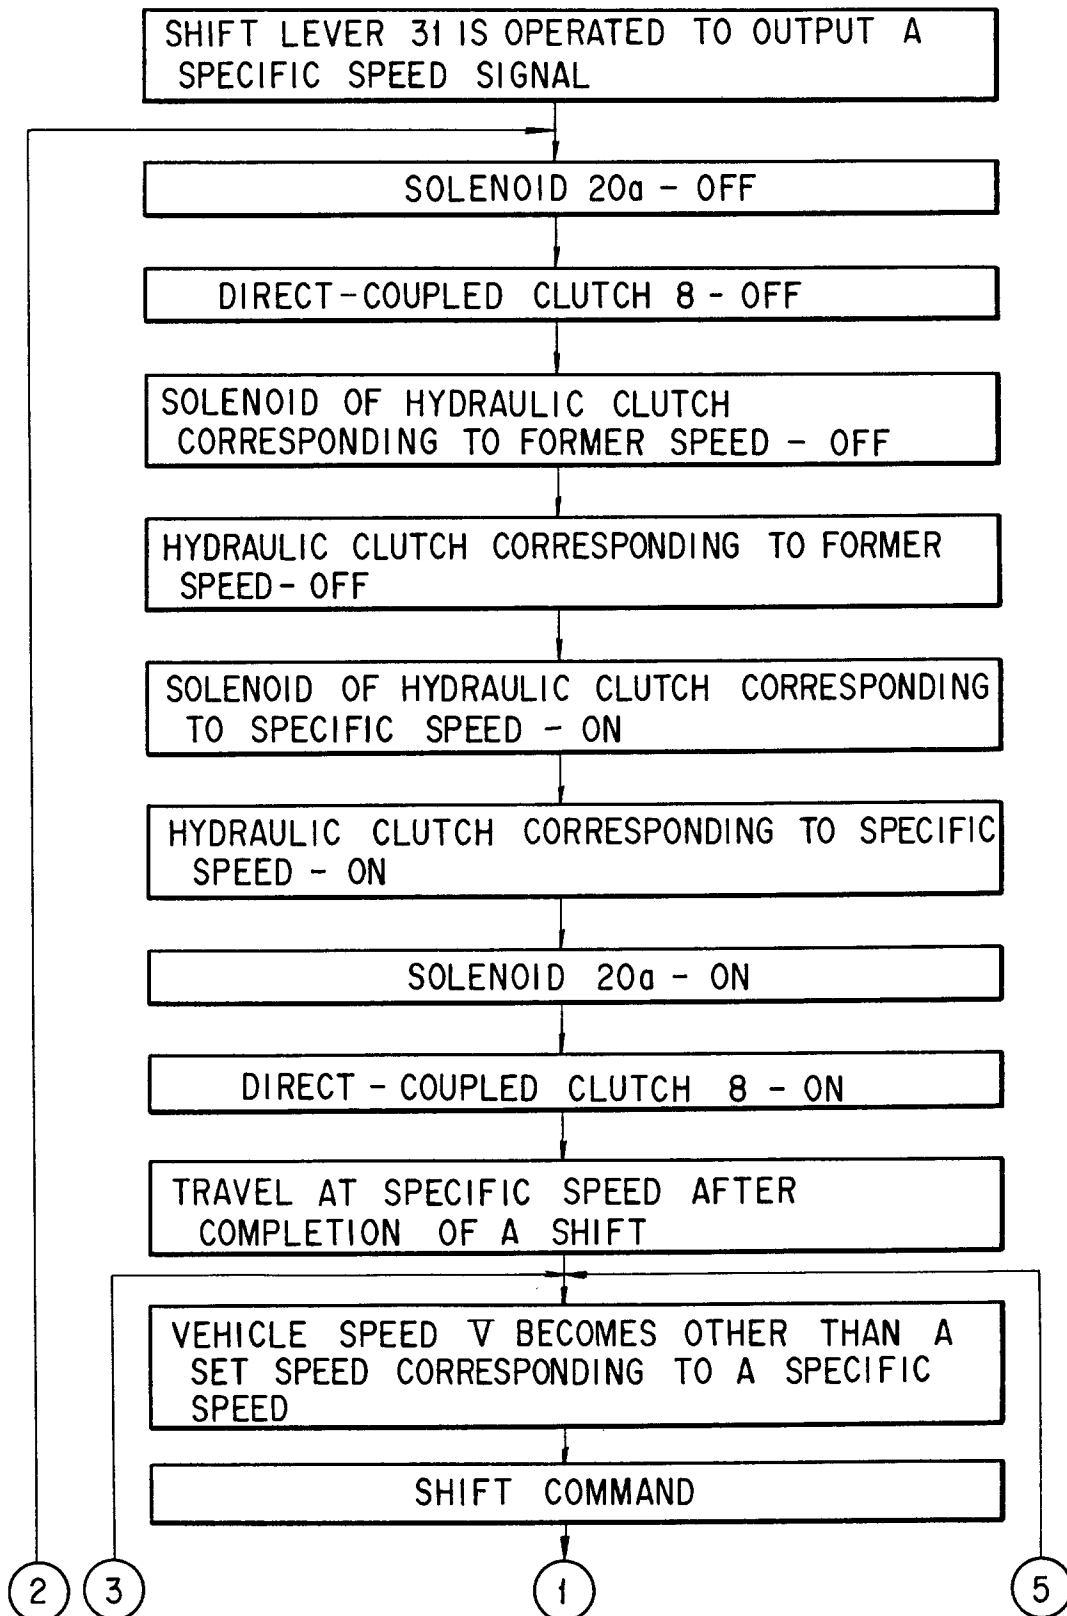 SHIFT LEVER 31 IS OPERATED TO OUTPUT A
SPECIFIC SPEED SIGNAL
SOLENOID 20a - OFF
DIRECT-COUPLED CLUTCH 8 - OFF
SOLENOID OF HYDRAULIC CLUTCH
CORRESPONDING TO FORMER SPEED - OFF
HYDRAULIC CLUTCH CORRESPONDING TO FORMER
SPEED - OFF
SOLENOID OF HYDRAULIC CLUTCH CORRESPONDING
TO SPECIFIC SPEED - ON
HYDRAULIC CLUTCH CORRESPONDING TO SPECIFIC
SPEED - ON
SOLENOID 20a - ON
DIRECT - COUPLED CLUTCH 8 - ON
TRAVEL AT SPECIFIC SPEED AFTER
COMPLETION OF A SHIFT
VEHICLE SPEED V BECOMES OTHER THAN A
SET SPEED CORRESPONDING TO A SPECIFIC
SPEED
SHIFT COMMAND
2 3 1 5